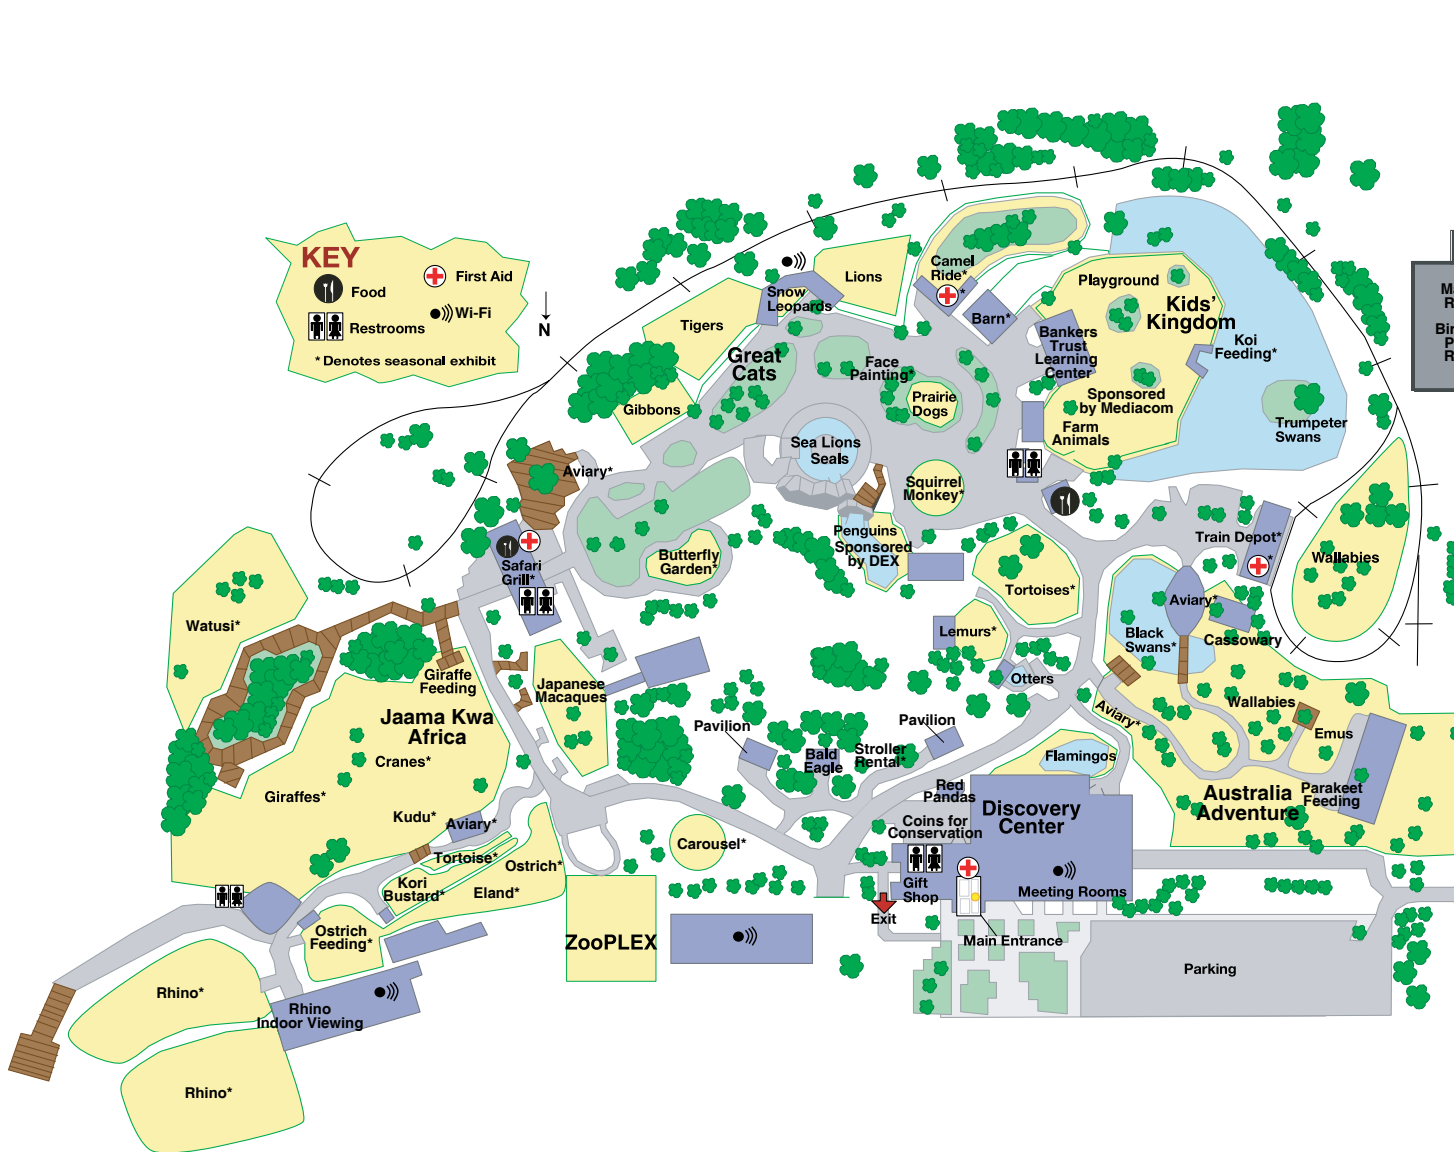 KEY
Food
Restrooms
First Aid
Wi-Fi
* Denotes seasonal exhibit
N
Lions
Snow
Leopards
Tigers
Great
Cats
Gibbons
Camel
Ride*
*
Barn*
Playground
Kids'
Kingdom
Bankers
Trust
Learning
Center
Koi
Feeding*
Sponsored
by Mediacom
Farm
Animals
Trumpeter
Swans
Face
Painting*
Prairie
Dogs
Sea Lions
Seals
Squirrel
Monkey*
Aviary*
Penguins
Sponsored
by DEX
Butterfly
Garden*
Safari
Grill*
Tortoises*
Train Depot*
*
Wallabies
Aviary*
Cassowary
Black
Swans*
Lemurs*
Otters
Watusi*
Giraffe
Feeding
Japanese
Macaques
Jaama Kwa
Africa
Cranes*
Giraffes*
Kudu*
Aviary*
Tortoise*
Ostrich*
Kori
Bustard*
Eland*
Ostrich
Feeding*
Rhino*
Rhino
Indoor Viewing
Rhino*
Pavilion
Bald
Eagle
Stroller
Rental*
Pavilion
Carousel*
ZooPLEX
Red
Pandas
Coins for
Conservation
Discovery
Center
Flamingos
Aviary*
Wallabies
Emus
Australia
Adventure
Parakeet
Feeding
Gift
Shop
Meeting Rooms
Exit
Main Entrance
Parking